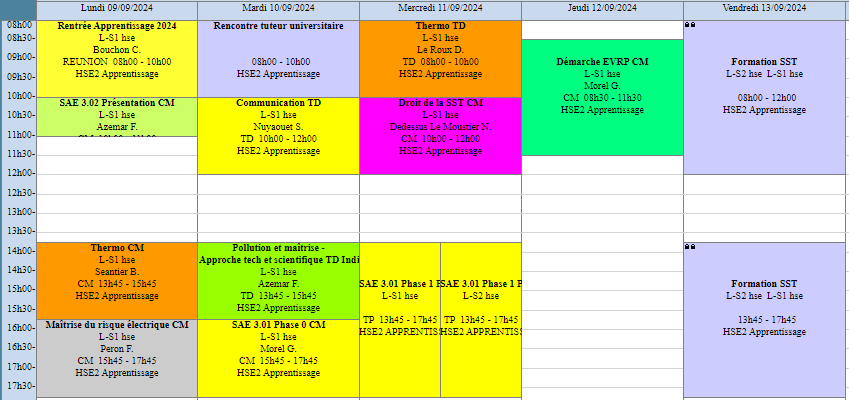 Lundi 09/09/2024
Mardi 10/09/2024
Mercredi 11/09/2024
Jeudi 12/09/2024
Vendredi 13/09/2024
08h00
08h30-
09h00-
09h30-
10h00-
10h30-
11h00-
11h30-
12h00-
12h30-
13h00-
13h30-
14h00-
14h30-
15h00-
15h30-
16h00-
16h30-
17h00-
17h30-
Rentrée Apprentissage 2024
L-S1 hse
Bouchon C.
REUNION 08h00 - 10h00
HSE2 Apprentissage
SAE 3.02 Présentation CM
L-S1 hse
Azemar F.
Thermo CM
L-S1 hse
Seantier B.
CM 13h45 - 15h45
HSE2 Apprentissage
Maîtrise du risque électrique CM
L-S1 hse
Peron F.
CM 15h45 - 17h45
HSE2 Apprentissage
Rencontre tuteur universitaire
08h00 - 10h00
HSE2 Apprentissage
Communication TD
L-S1 hse
Nuyaouet S.
TD 10h00 - 12h00
HSE2 Apprentissage
Pollution et maîtrise -
Approche tech et scientifique TD Indi
L-S1 hse
Azemar F.
TD 13h45 - 15h45
HSE2 Apprentissage
SAE 3.01 Phase 0 CM
L-S1 hse
Morel G.
CM 15h45 - 17h45
HSE2 Apprentissage
Thermo TD
L-S1 hse
Le Roux D.
TD 08h00 - 10h00
HSE2 Apprentissage
Droit de la SST CM
L-S1 hse
Dedessus Le Moustier N.
CM 10h00 - 12h00
HSE2 Apprentissage
SAE 3.01 Phase 1
L-S1 hse
TP 13h45 - 17h45
HSE2 APPRENTIS
SAE 3.01 Phase 1
L-S2 hse
TP 13h45 - 17h45
HSE2 APPRENTIS
Démarche EVRP CM
L-S1 hse
Morel G.
CM 08h30 - 11h30
HSE2 Apprentissage
Formation SST
L-S2 hse L-S1 hse
08h00 - 12h00
HSE2 Apprentissage
Formation SST
L-S2 hse L-S1 hse
13h45 - 17h45
HSE2 Apprentissage